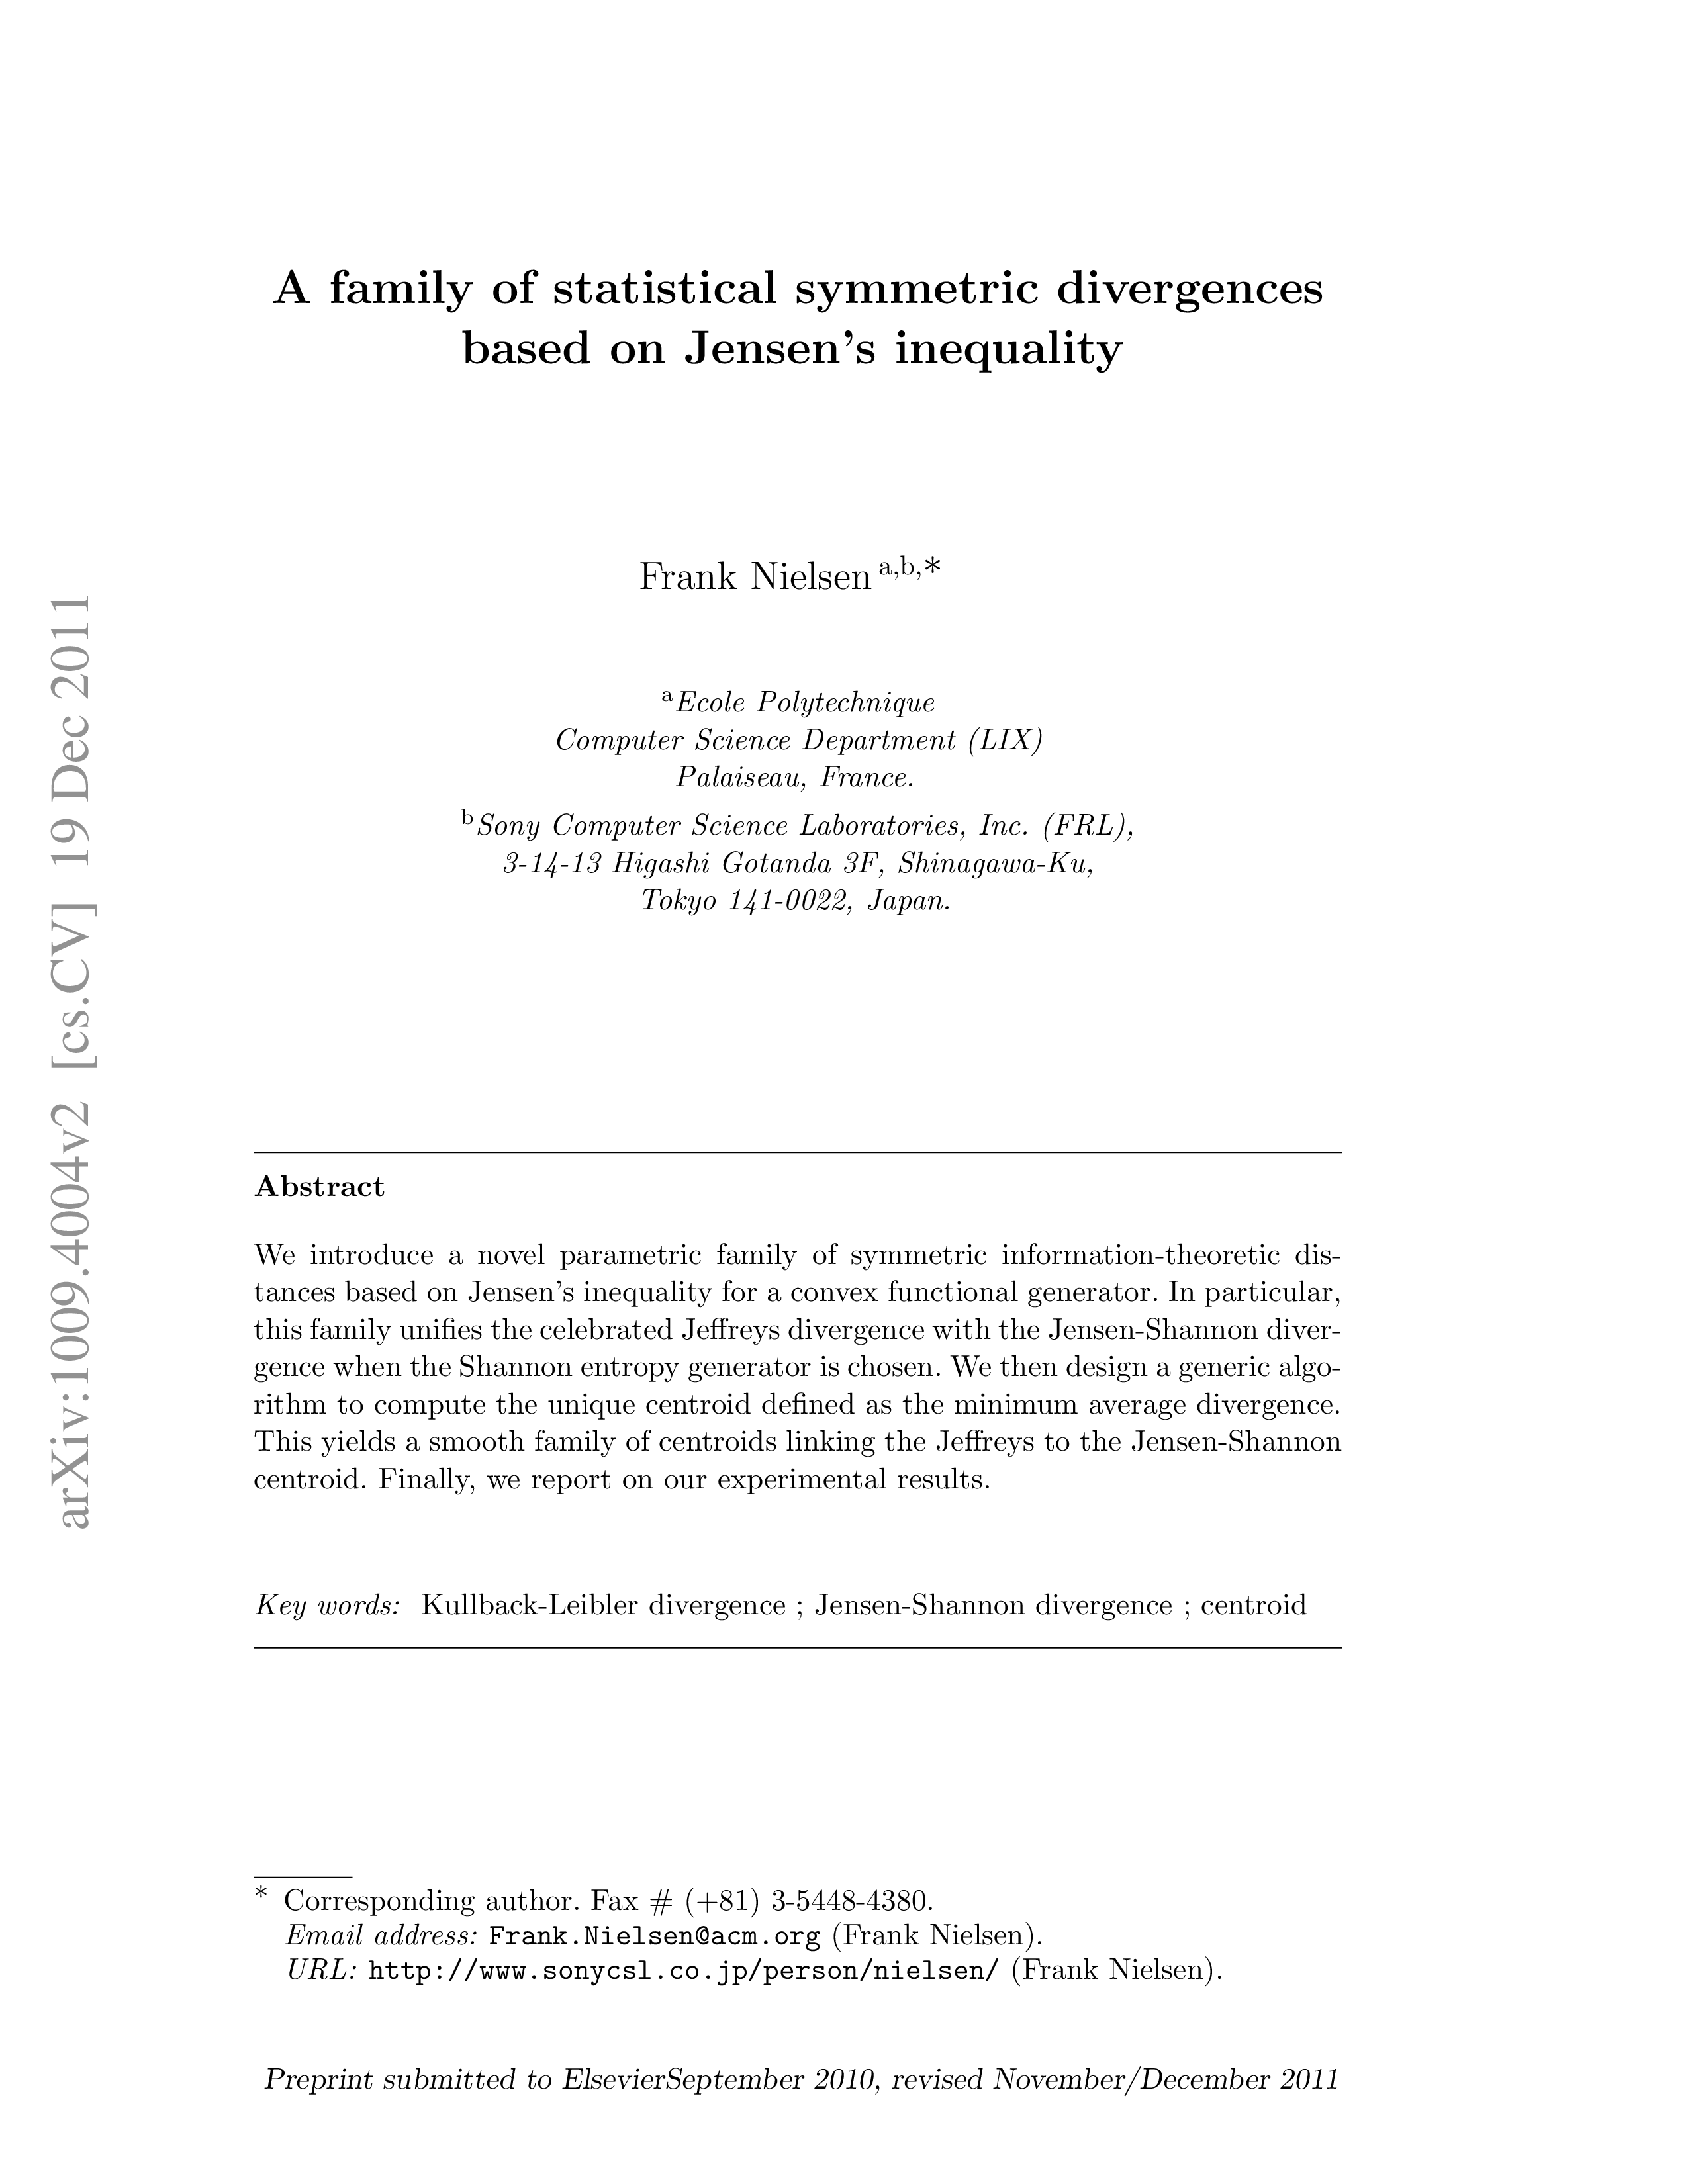 A family of statistical symmetric divergences
based on Jensen's inequality
Frank Nielsen a,b,*
a Ecole Polytechnique
Computer Science Department (LIX)
Palaiseau, France.
b Sony Computer Science Laboratories, Inc. (FRL),
3-14-13 Higashi Gotanda 3F, Shinagawa-Ku,
Tokyo 141-0022, Japan.
arXiv:1009.4004v2 [cs.CV] 19 Dec 2011
Abstract
We introduce a novel parametric family of symmetric information-theoretic dis-
tances based on Jensen's inequality for a convex functional generator. In particular,
this family unifies the celebrated Jeffreys divergence with the Jensen-Shannon diver-
gence when the Shannon entropy generator is chosen. We then design a generic algo-
rithm to compute the unique centroid defined as the minimum average divergence.
This yields a smooth family of centroids linking the Jeffreys to the Jensen-Shannon
centroid. Finally, we report on our experimental results.
Key words: Kullback-Leibler divergence ; Jensen-Shannon divergence ; centroid
* Corresponding author. Fax # (+81) 3-5448-4380.
Email address: Frank.Nielsen@acm.org (Frank Nielsen).
URL: http://www.sonycsl.co.jp/person/nielsen/ (Frank Nielsen).
Preprint submitted to ElsevierSeptember 2010, revised November/December 2011